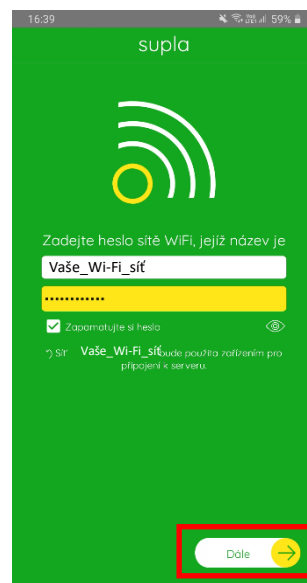 16:39 59%
supla
Zadejte heslo sítě WiFi, jejíž název je
Vaše_Wi-Fi_síť
••••••••••••
Zapamatujte si heslo
*) Síť Vaše_Wi-Fi_síť bude použita zařízením pro
připojení k serveru.
Dále